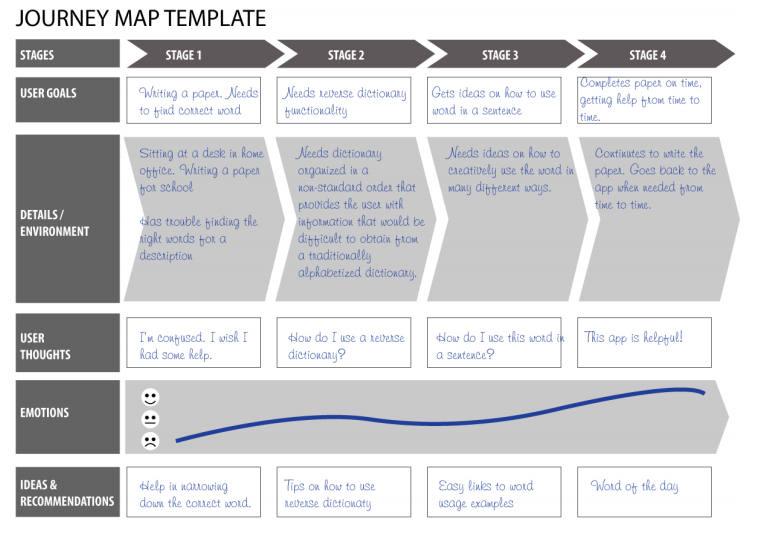 JOURNEY MAP TEMPLATE
STAGES
STAGE 1
STAGE 2
STAGE 3
STAGE 4
USER GOALS
Writing a paper. Needs
to find correct word
Needs reverse dictionary
functionality
Gets ideas on how to use
word in a sentence
Completes paper on time,
getting help from time to
time.
DETAILS /
ENVIRONMENT
Sitting at a desk in home
office. Writing a paper
for school
Has trouble finding the
right words for a
description
Needs dictionary
organized in a
non-standard order that
provides the user with
information that would be
difficult to obtain from
a traditionally
alphabetized dictionary.
Needs ideas on how to
creatively use the word in
many different ways.
Continutes to write the
paper. Goes back to the
app when needed from
time to time.
USER
THOUGHTS
I'm confused. I wish I
had some help.
How do I use a reverse
dictionary?
How do I use this word in
a sentence?
This app is helpful!
EMOTIONS
IDEAS &
RECOMMENDATIONS
Help in narrowing
down the correct word.
Tips on how to use
reverse dictionaty
Easy links to word
usage examples
Word of the day